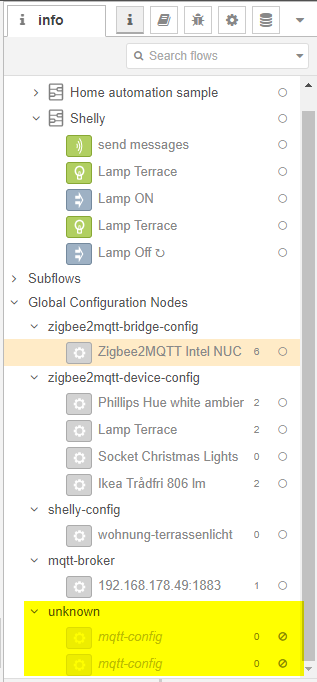 info
Search flows
Home automation sample
Shelly
send messages
Lamp Terrace
Lamp ON
Lamp Terrace
Lamp Off ↻
Subflows
Global Configuration Nodes
zigbee2mqtt-bridge-config
Zigbee2MQTT Intel NUC 6
zigbee2mqtt-device-config
Phillips Hue white ambier 2
Lamp Terrace 2
Socket Christmas Lights 0
Ikea Trådfri 806 lm 2
shelly-config
wohnung-terrassenlicht 0
mqtt-broker
192.168.178.49:1883 1
unknown
mqtt-config 0
mqtt-config 0